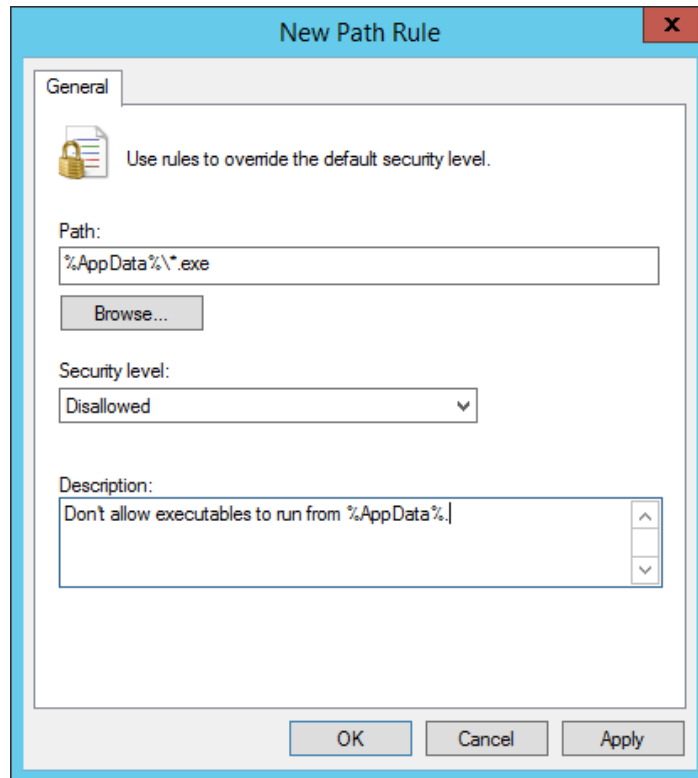 New Path Rule
x
General
Use rules to override the default security level.
Path:
%AppData%\*.exe
Browse...
Security level:
Disallowed
Description:
Don't allow executables to run from %AppData%.
OK
Cancel
Apply